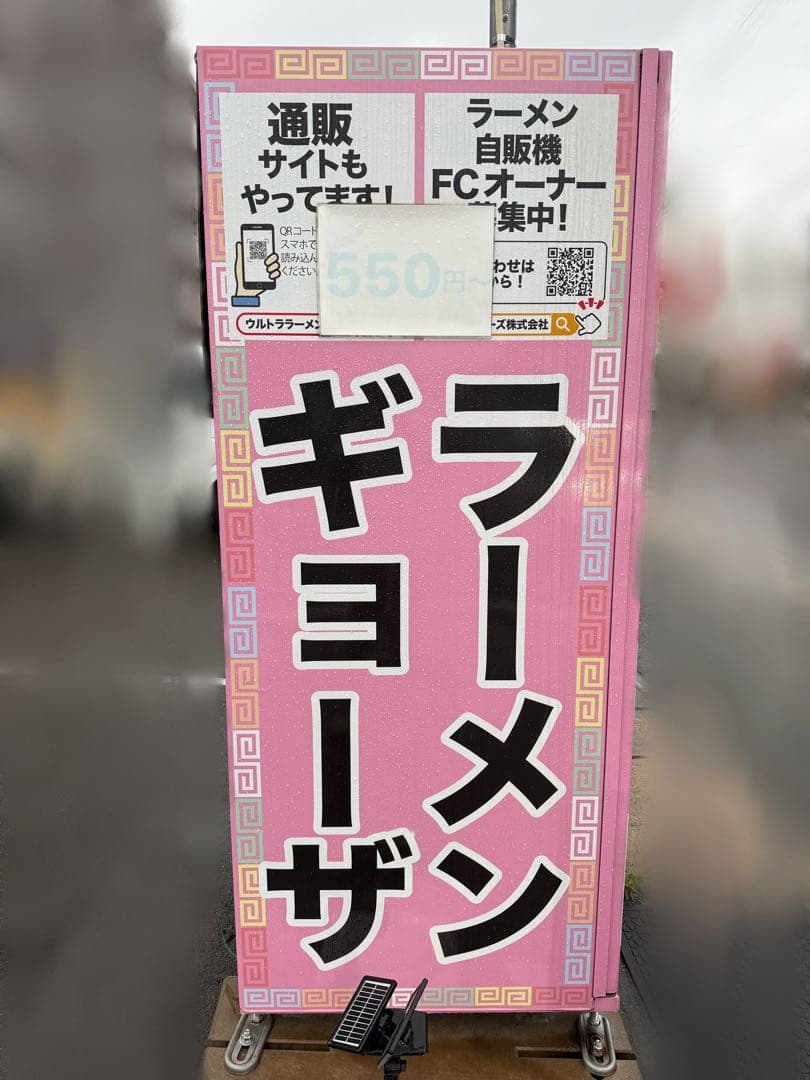 通販
サイトも
やってます!
QRコード
スマホで
読み込ん
ください
ウルトララーメン
ラーメン
自販機
FCオーナー
集中!
わせは
から!
ーズ株式会社
550円~
ラーメン
ギョーザ